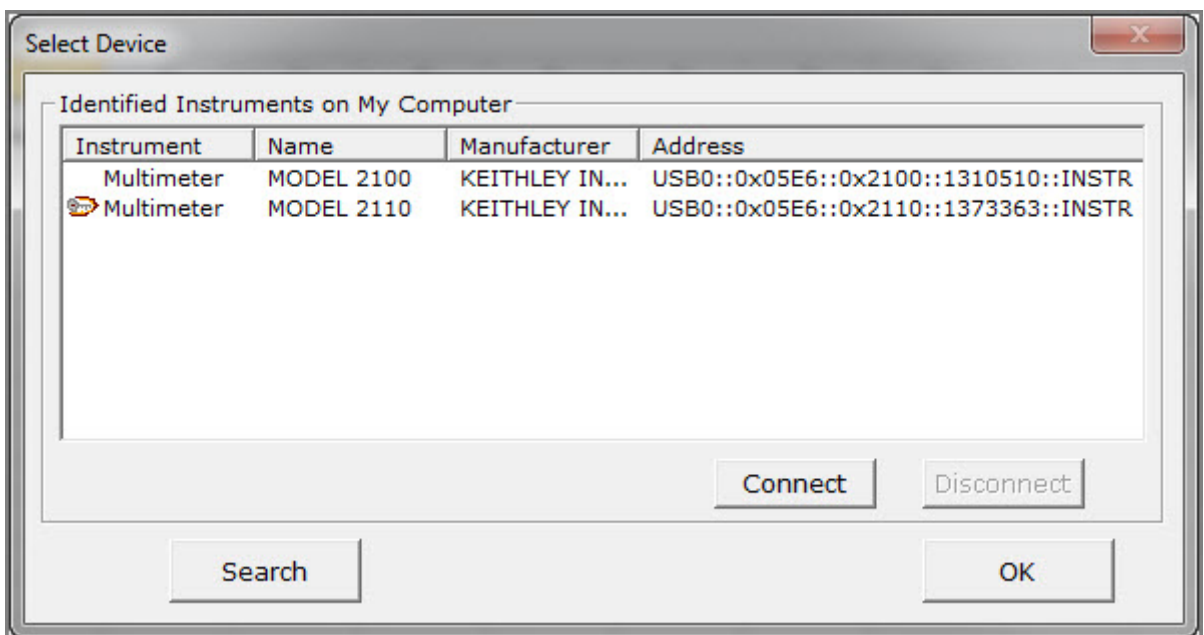 Select Device
Identified Instruments on My Computer
Instrument Name Manufacturer Address
Multimeter MODEL 2100 KEITHLEY IN... USB0::0x05E6::0x2100::1310510::INSTR
Multimeter MODEL 2110 KEITHLEY IN... USB0::0x05E6::0x2110::1373363::INSTR
Connect Disconnect
Search OK